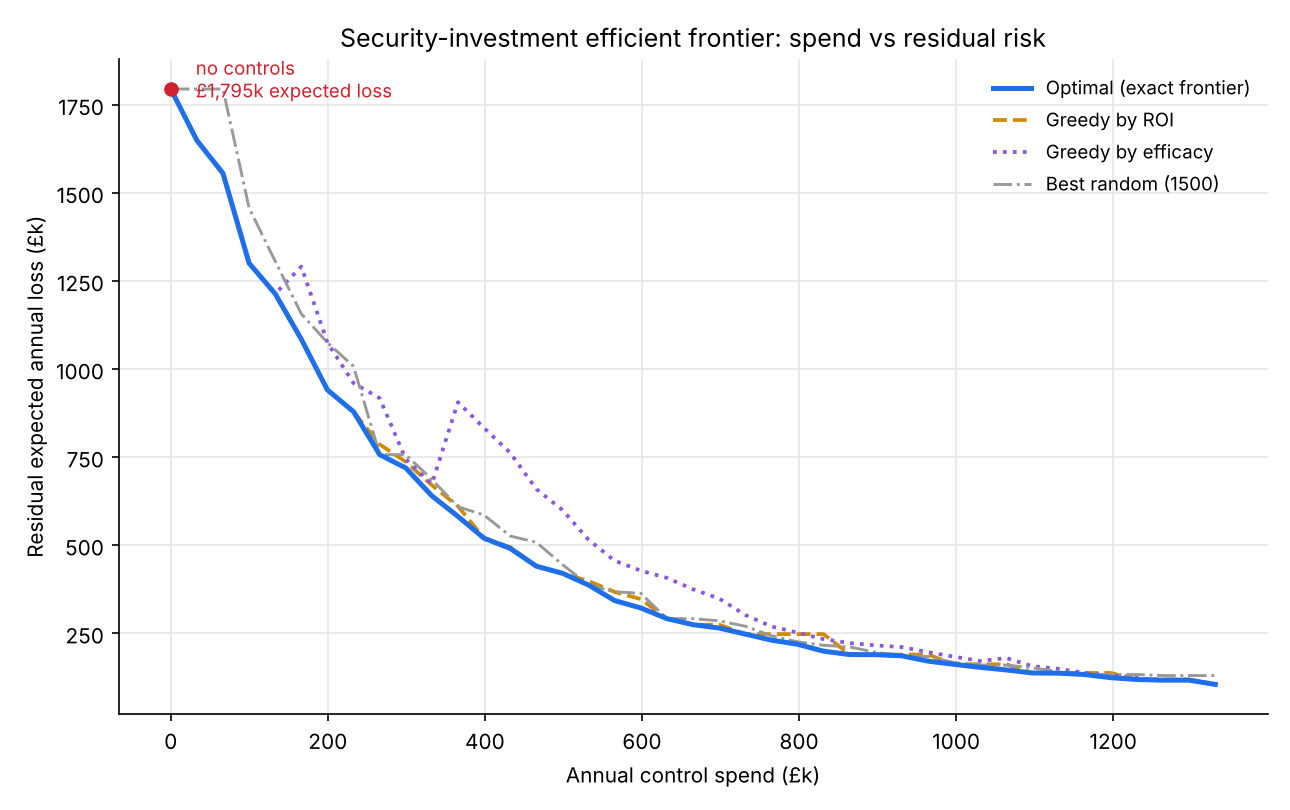 Security-investment efficient frontier: spend vs residual risk
no controls
£1,795k expected loss
Optimal (exact frontier)
Greedy by ROI
Greedy by efficacy
Best random (1500)
Residual expected annual loss (£k)
1750
1500
1250
1000
750
500
250
0 200 400 600 800 1000 1200
Annual control spend (£k)